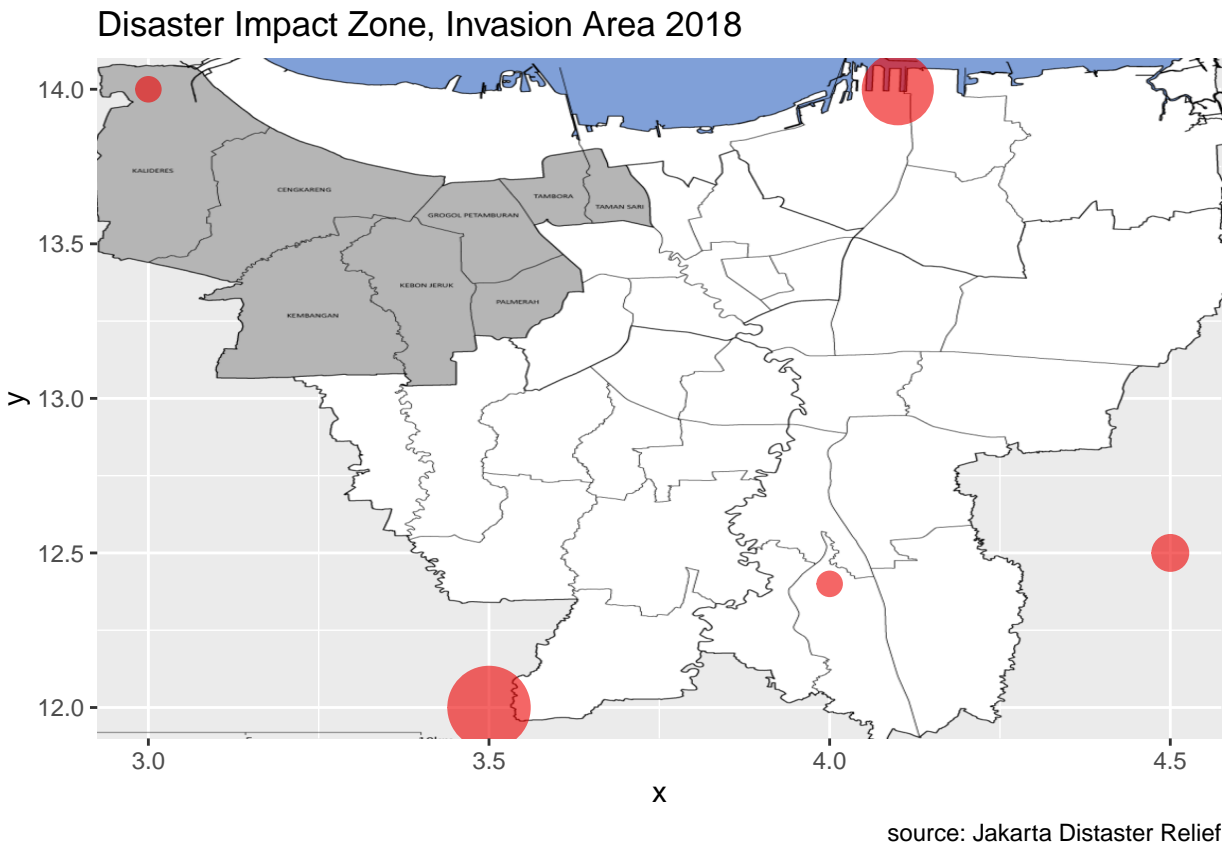 Disaster Impact Zone, Invasion Area 2018
14.0
KALIDERES
CENGKARENG
TAMBORA
TAMAN SARI
GROGOL PETAMBURAN
13.5
KEBON JERUK
PALMERAH
KEMBANGAN
y
13.0
12.5
12.0
3.0
3.5
4.0
4.5
x
source: Jakarta Distaster Relief